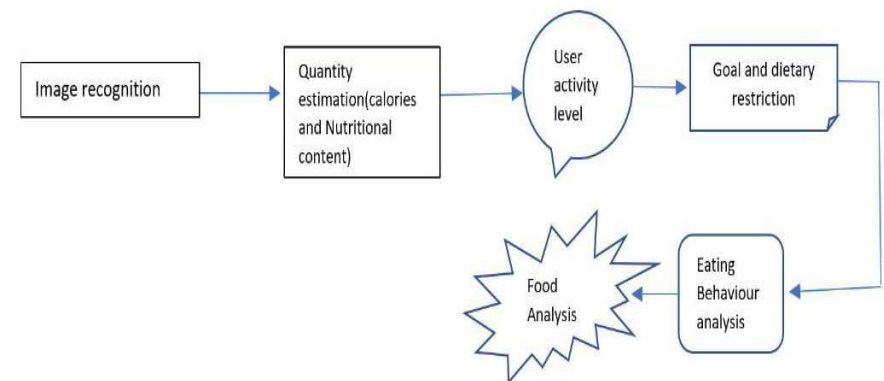 Image recognition
Quantity
estimation(calories
and Nutritional
content)
User
activity
level
Goal and dietary
restriction
Eating
Behaviour
analysis
Food
Analysis